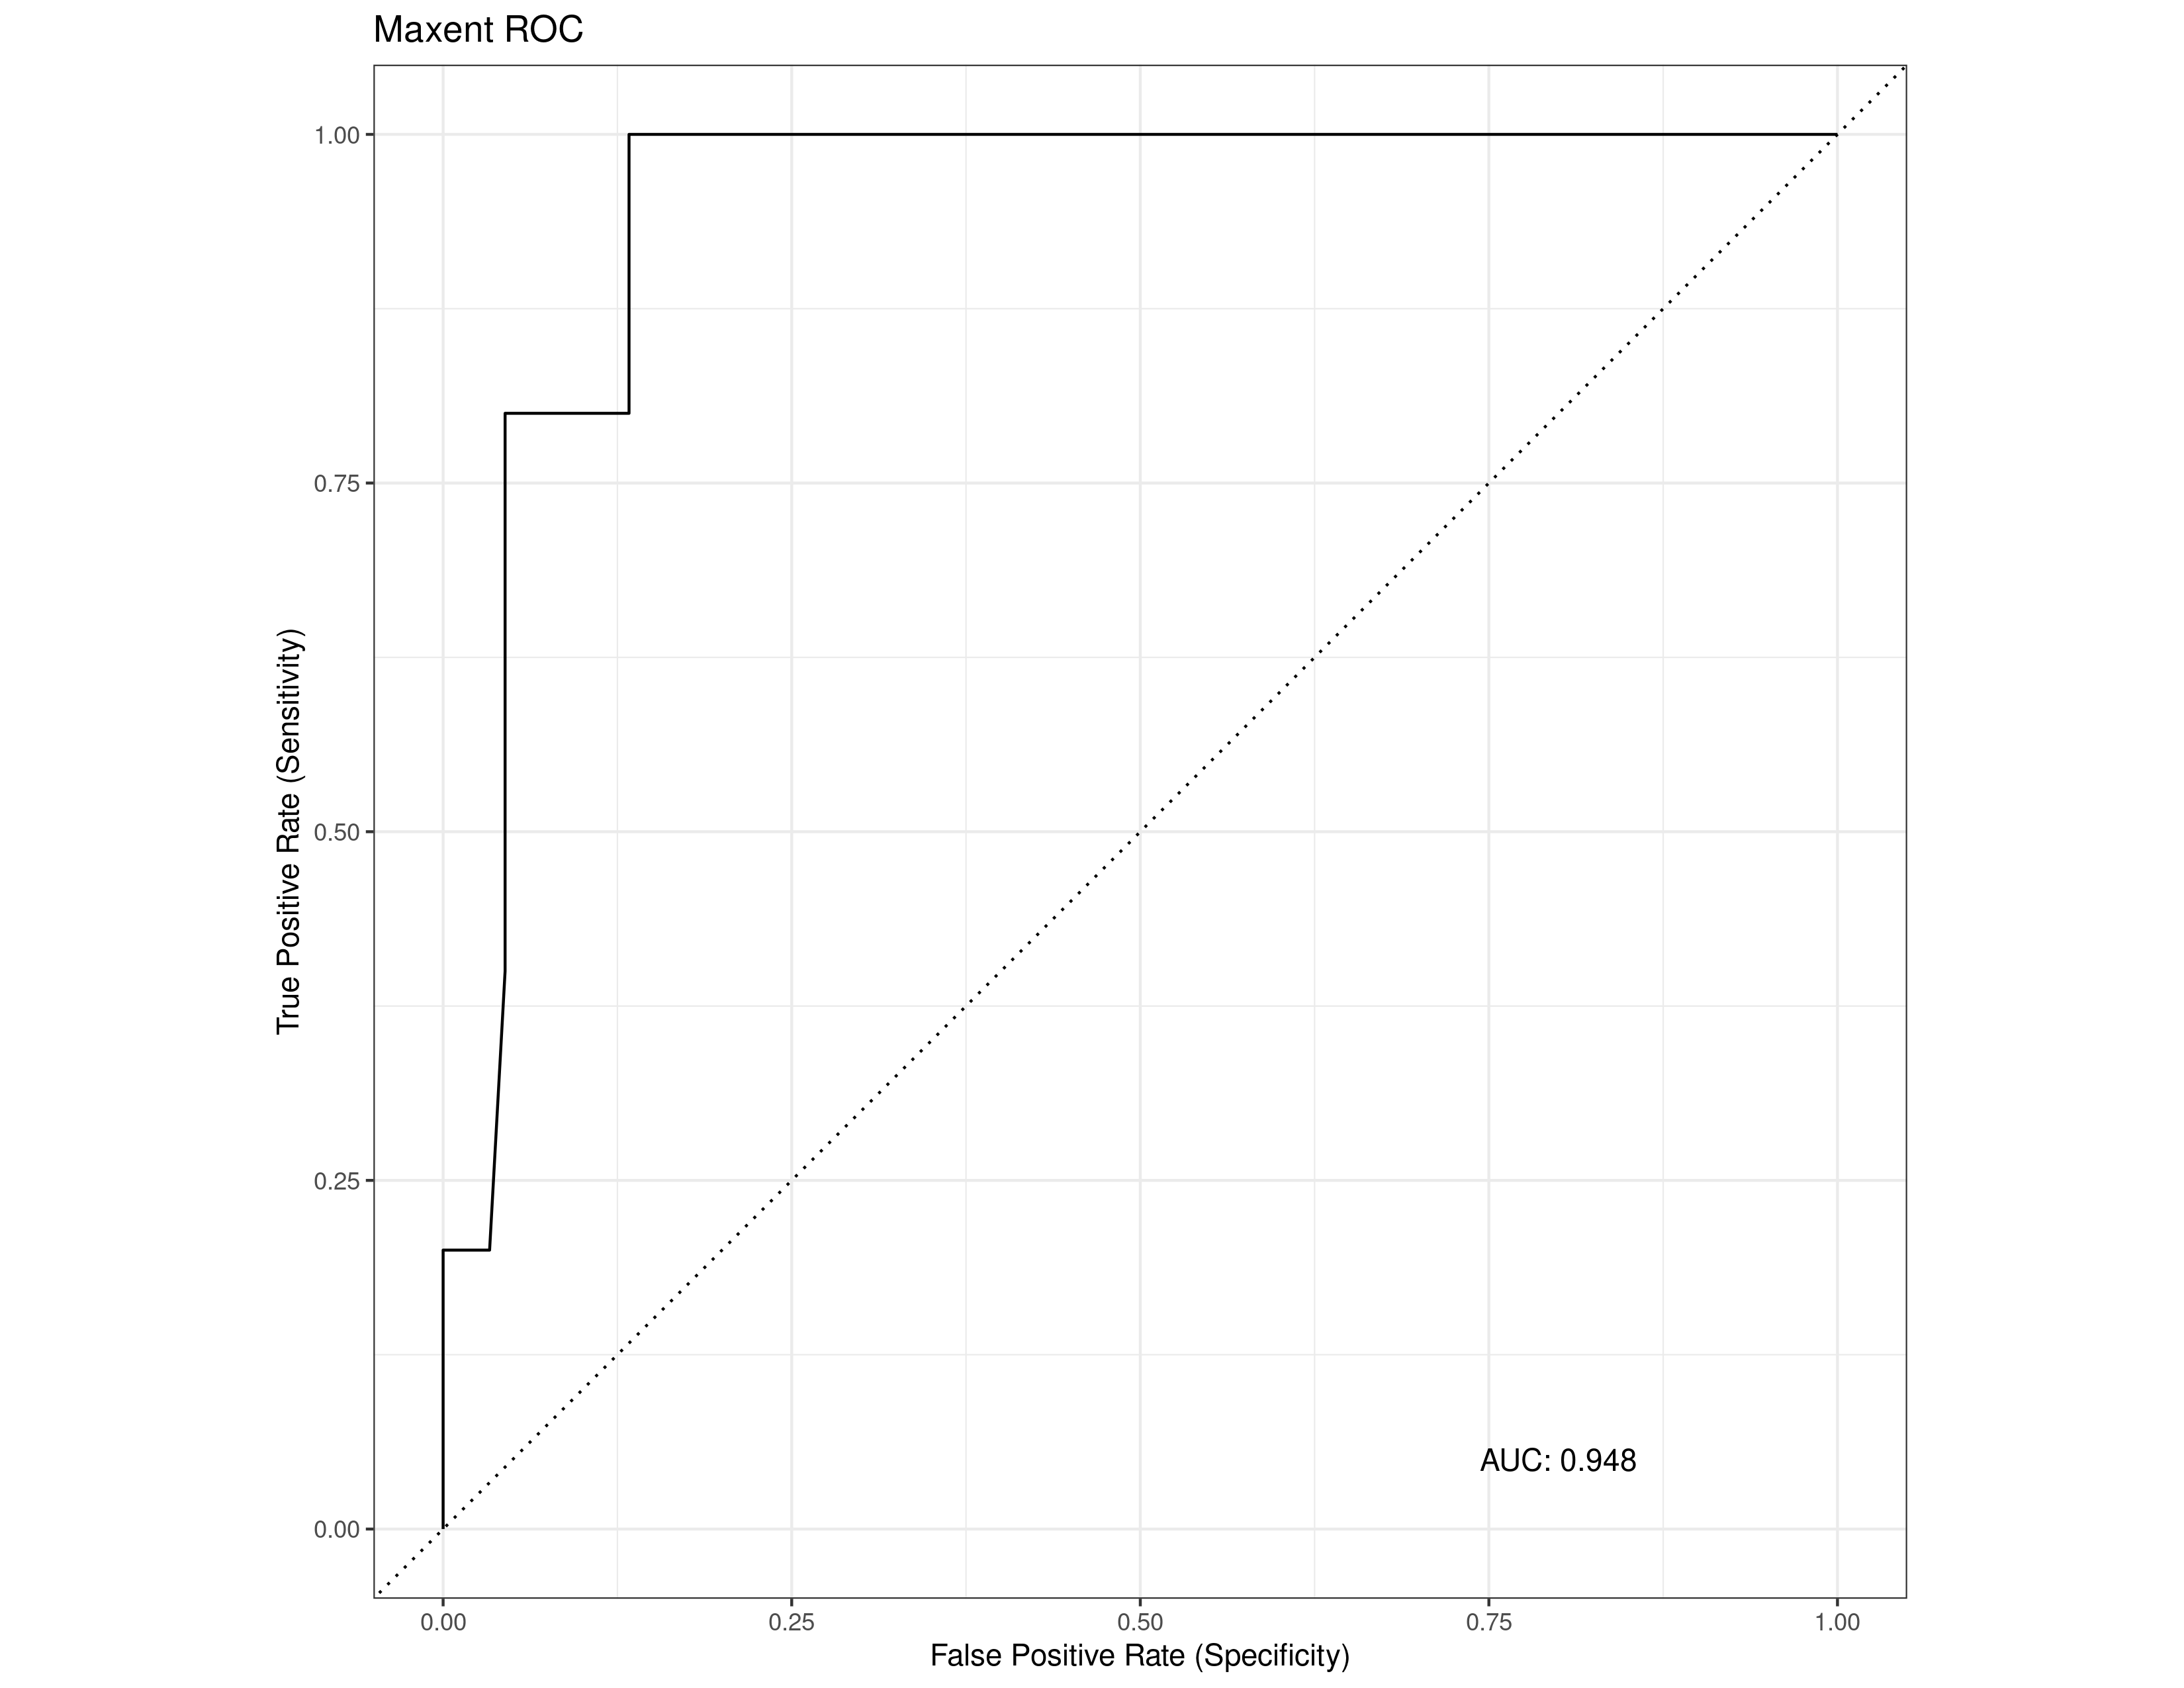 Maxent ROC
1.00
0.75
0.50
0.25
0.00
True Positive Rate (Sensitivity)
AUC: 0.948
0.00 0.25 0.50 0.75 1.00
False Positive Rate (Specificity)